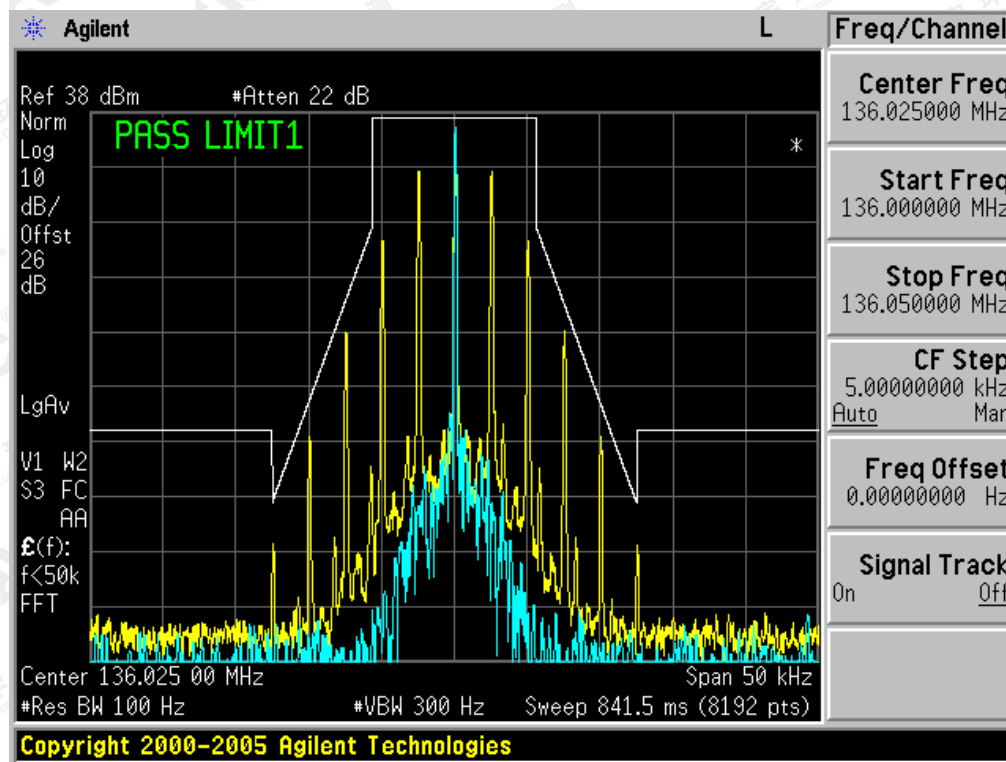 Agilent L Freq/Channel
Ref 38 dBm #Atten 22 dB
Norm
Log
10
dB/
Offst
26
dB
PASS LIMIT1
*
LgAv
V1 W2
S3 FC
AA
£(f):
f<50k
FFT
Center 136.025 00 MHz Span 50 kHz
#Res BW 100 Hz #VBW 300 Hz Sweep 841.5 ms (8192 pts)
Copyright 2000-2005 Agilent Technologies
Center Freq
136.025000 MHz
Start Freq
136.000000 MHz
Stop Freq
136.050000 MHz
CF Step
5.00000000 kHz
Auto Man
Freq Offset
0.00000000 Hz
Signal Track
On Off